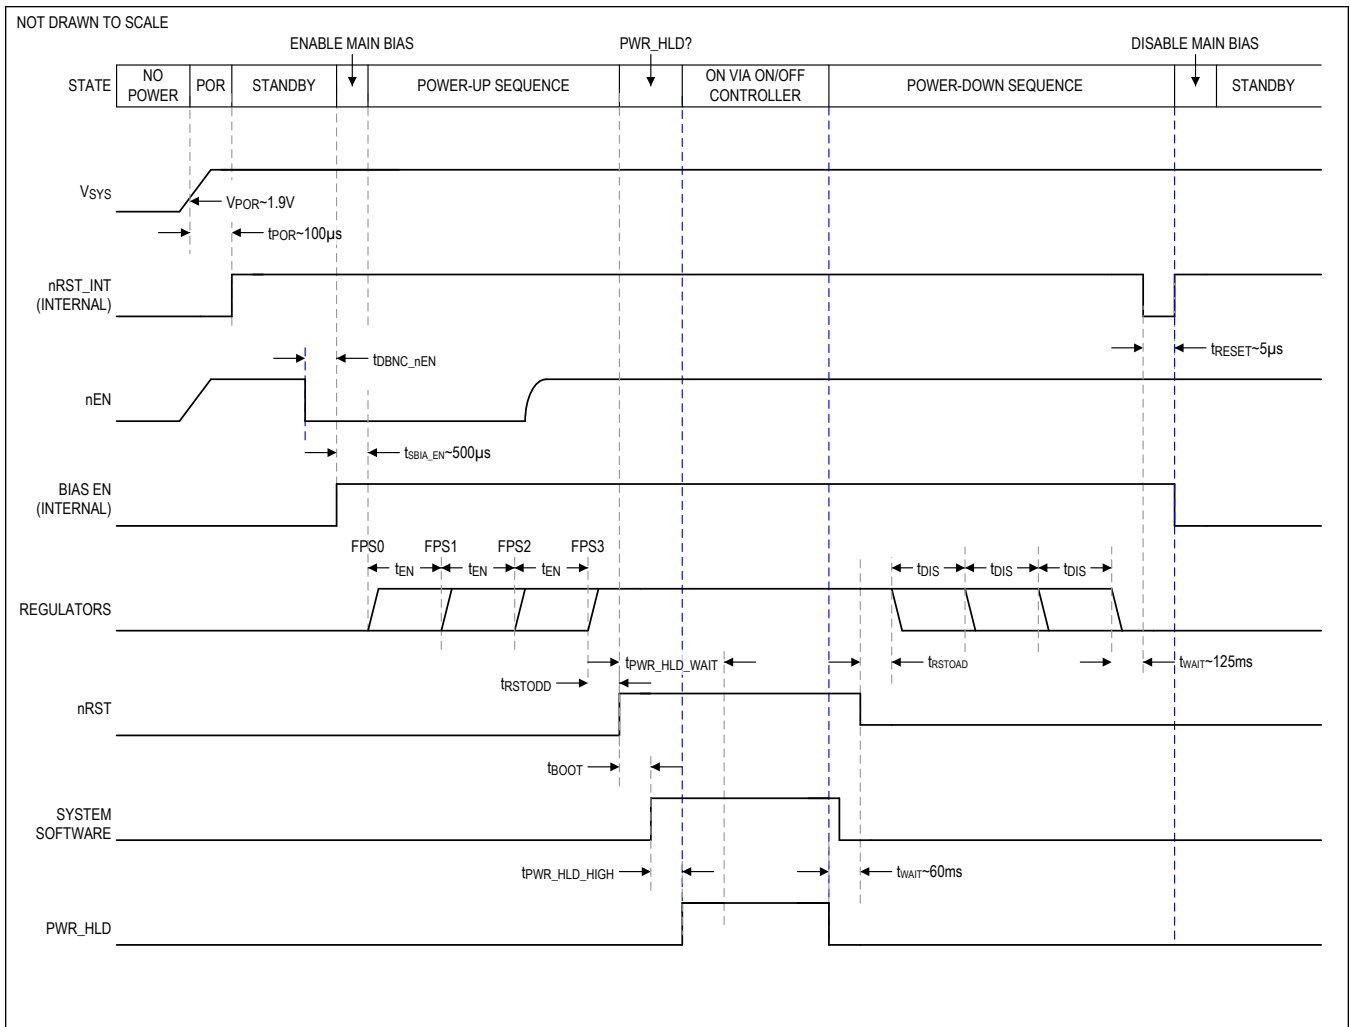 NOT DRAWN TO SCALE
ENABLE MAIN BIAS
PWR_HLD?
DISABLE MAIN BIAS
STATE
NO
POWER
POR
STANDBY
POWER-UP SEQUENCE
ON VIA ON/OFF
CONTROLLER
POWER-DOWN SEQUENCE
STANDBY
VSYS
VPOR~1.9V
tPOR~100µs
nRST_INT
(INTERNAL)
tRESET~5µs
tDBNC_nEN
nEN
tSBIA_EN~500µs
BIAS EN
(INTERNAL)
FPS0 FPS1 FPS2 FPS3
tEN tEN tEN
tDIS tDIS tDIS
REGULATORS
tPWR_HLD_WAIT
tRSTOAD
tWAIT~125ms
tRSTODD
nRST
tBOOT
SYSTEM
SOFTWARE
tPWR_HLD_HIGH
tWAIT~60ms
PWR_HLD